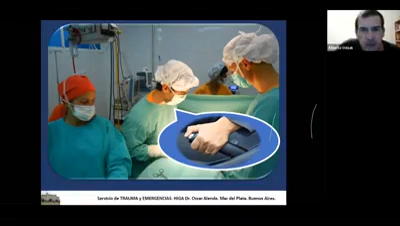 Servicio de TRAUMA y EMERGENCIAS. HIGA Dr. Oscar Alende. Mar del Plata. Buenos Aires.